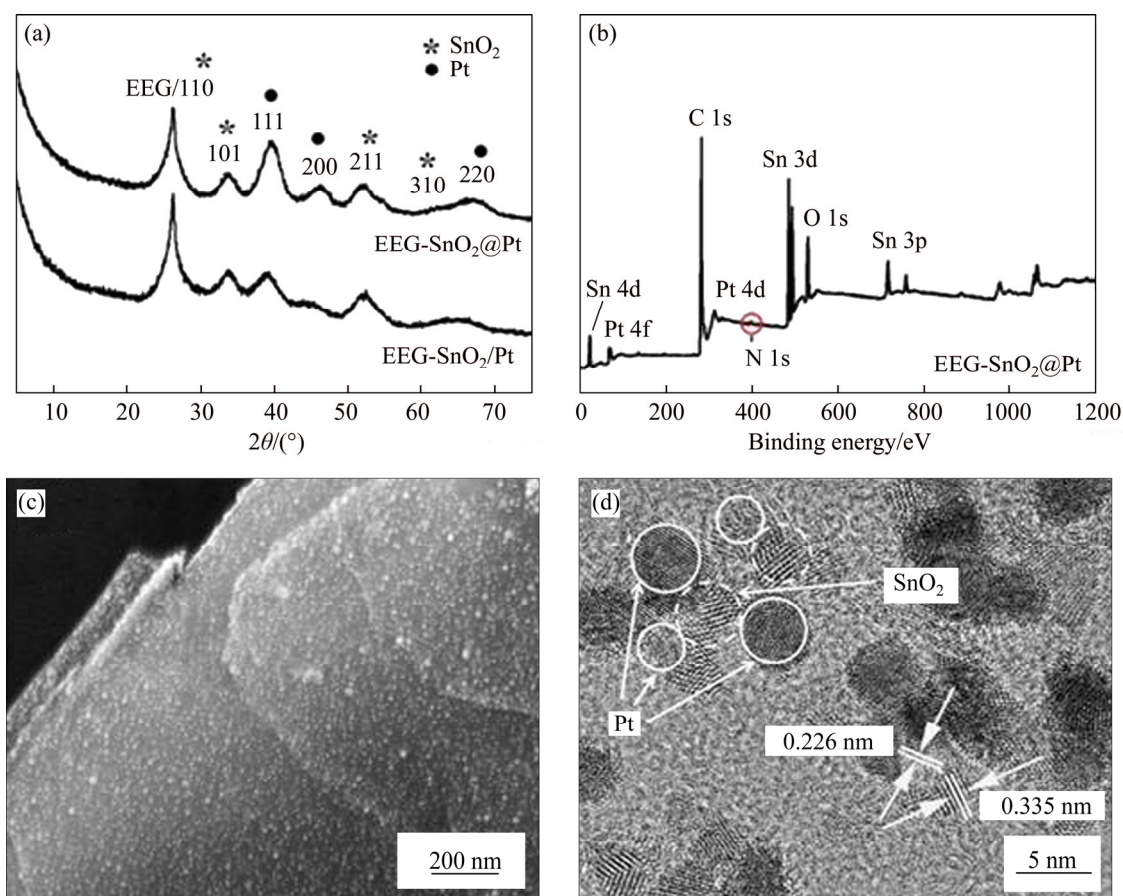 (a)
* SnO2
● Pt
*
EEG/110
111
101
200
211
310
220
EEG-SnO2@Pt
EEG-SnO2/Pt
10 20 30 40 50 60 70
2θ/(°)
(b)
C 1s
Sn 3d
O 1s
Sn 3p
Sn 4d
Pt 4d
Pt 4f
N 1s
EEG-SnO2@Pt
0 200 400 600 800 1000 1200
Binding energy/eV
(c)
200 nm
(d)
SnO2
Pt
0.226 nm
0.335 nm
5 nm